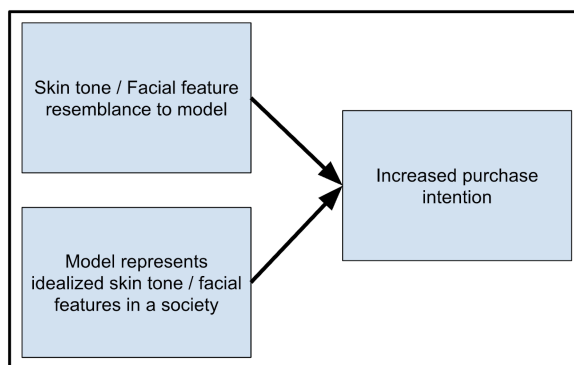 Skin tone / Facial feature
resemblance to model
Increased purchase
intention
Model represents
idealized skin tone / facial
features in a society